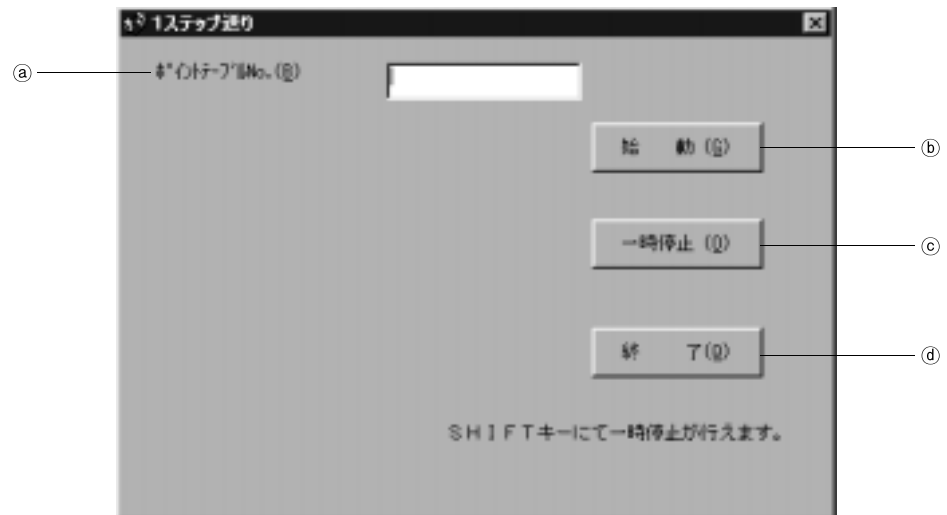 1ステップ送り
ⓐ ﾎﾟｲﾝﾄﾃｰﾌﾞﾙNo.(B)
始 動(G) ⓑ
一時停止(O) ⓒ
終 了(Q) ⓓ
ＳＨＩＦＴキーにて一時停止が行えます。